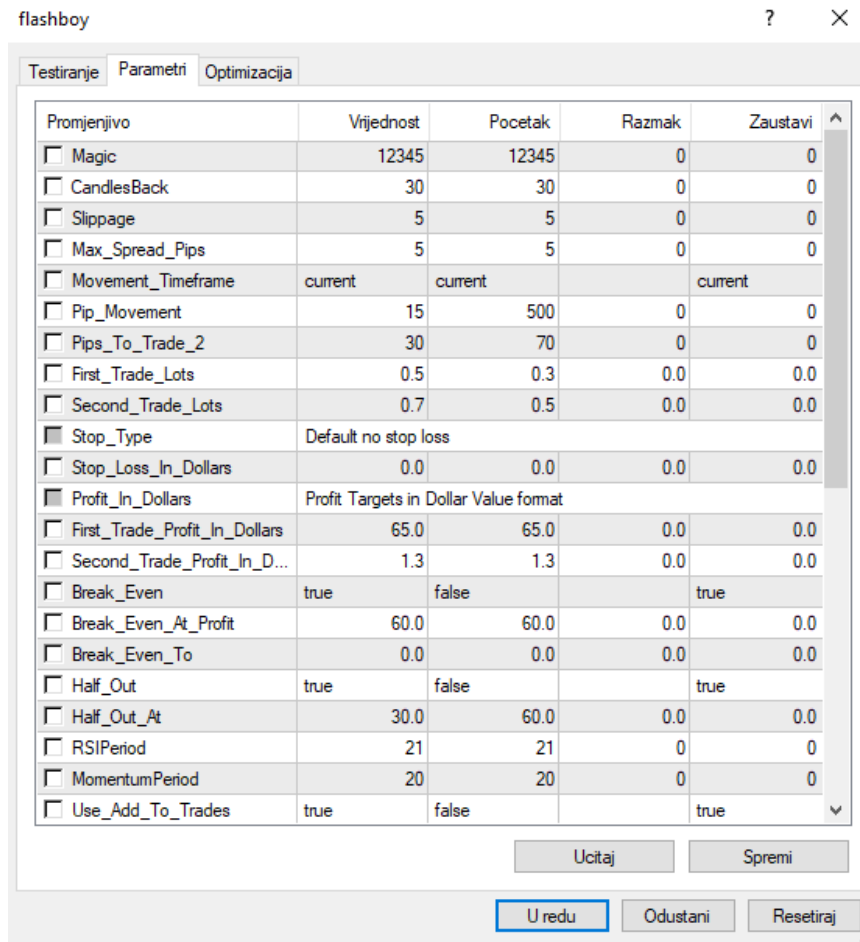 flashboy ? ×
Testiranje Parametri Optimizacija
Promjenjivo Vrijednost Pocetak Razmak Zaustavi
Magic 12345 12345 0 0
CandlesBack 30 30 0 0
Slippage 5 5 0 0
Max_Spread_Pips 5 5 0 0
Movement_Timeframe current current current
Pip_Movement 15 500 0 0
Pips_To_Trade_2 30 70 0 0
First_Trade_Lots 0.5 0.3 0.0 0.0
Second_Trade_Lots 0.7 0.5 0.0 0.0
Stop_Type Default no stop loss
Stop_Loss_In_Dollars 0.0 0.0 0.0 0.0
Profit_In_Dollars Profit Targets in Dollar Value format
First_Trade_Profit_In_Dollars 65.0 65.0 0.0 0.0
Second_Trade_Profit_In_D... 1.3 1.3 0.0 0.0
Break_Even true false true
Break_Even_At_Profit 60.0 60.0 0.0 0.0
Break_Even_To 0.0 0.0 0.0 0.0
Half_Out true false true
Half_Out_At 30.0 60.0 0.0 0.0
RSIPeriod 21 21 0 0
MomentumPeriod 20 20 0 0
Use_Add_To_Trades true false true
Ucitaj Spremi
U redu Odustani Resetiraj